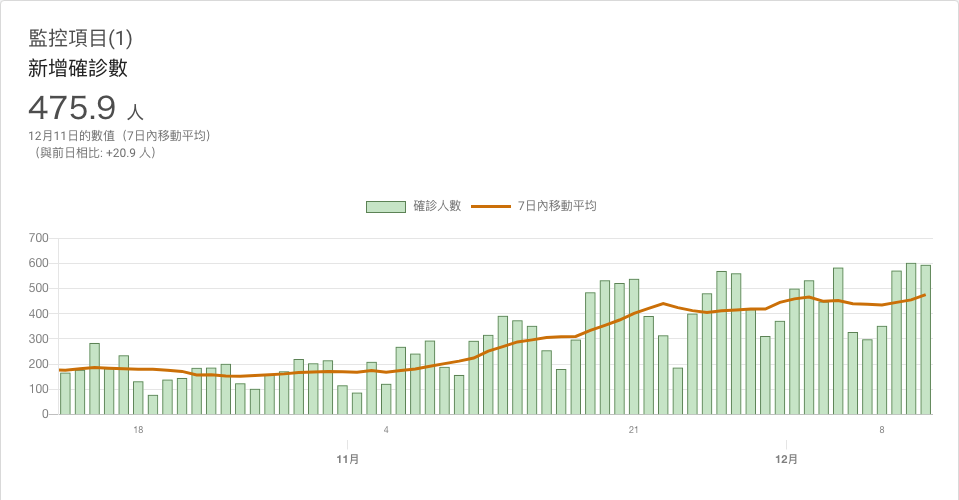 監控項目(1)
新增確診數
475.9 人
12月11日的數值（7日內移動平均）
（與前日相比: +20.9 人）
確診人數 7日內移動平均
700
600
500
400
300
200
100
0
18 4 21 8
11月 12月